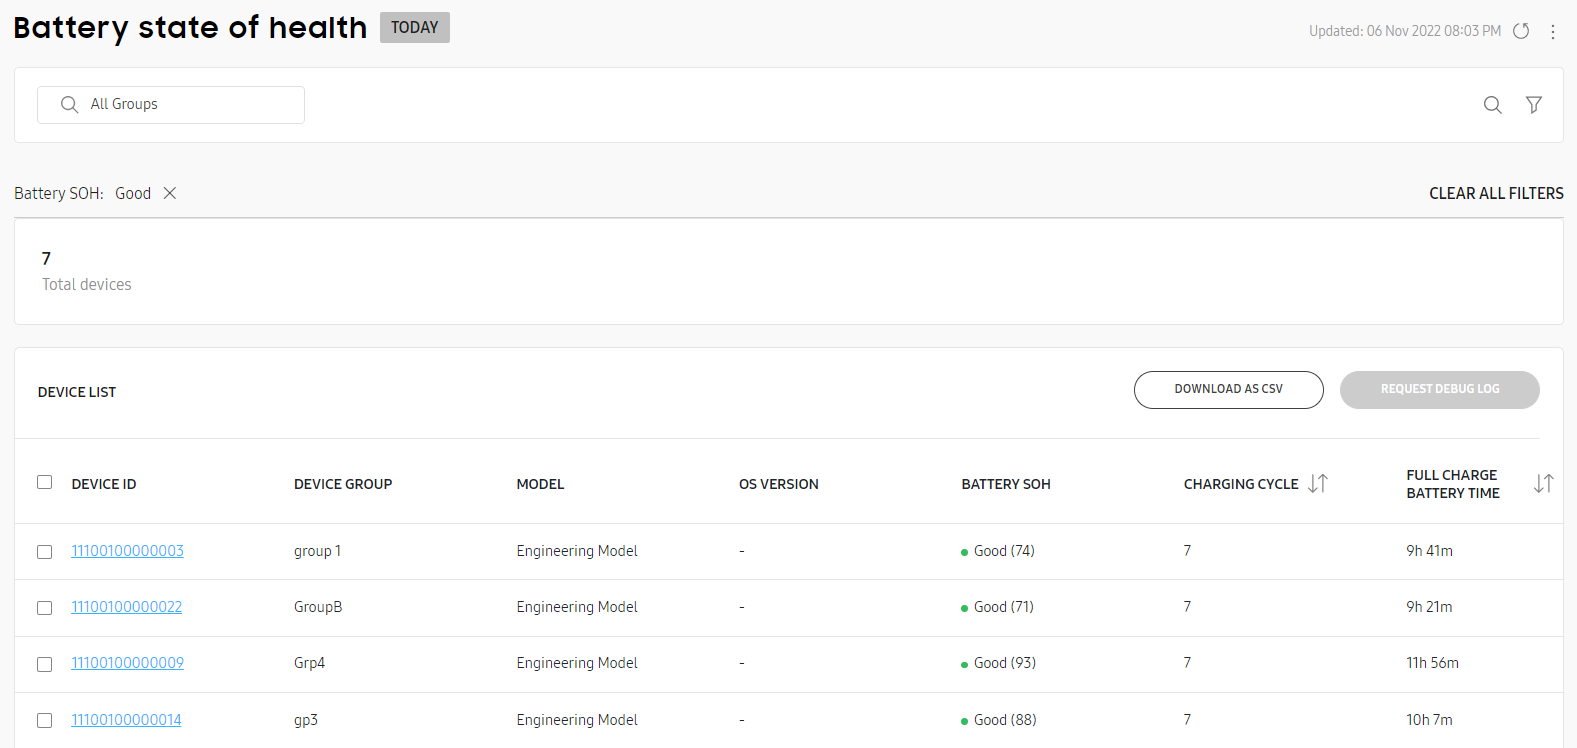 Battery state of health TODAY
Updated: 06 Nov 2022 08:03 PM
All Groups
Battery SOH: Good
CLEAR ALL FILTERS
7
Total devices
DEVICE LIST
DOWNLOAD AS CSV
REQUEST DEBUG LOG
DEVICE ID DEVICE GROUP MODEL OS VERSION BATTERY SOH CHARGING CYCLE FULL CHARGE
BATTERY TIME
11100100000003 group 1 Engineering Model - Good (74) 7 9h 41m
11100100000022 GroupB Engineering Model - Good (71) 7 9h 21m
11100100000009 Grp4 Engineering Model - Good (93) 7 11h 56m
11100100000014 gp3 Engineering Model - Good (88) 7 10h 7m